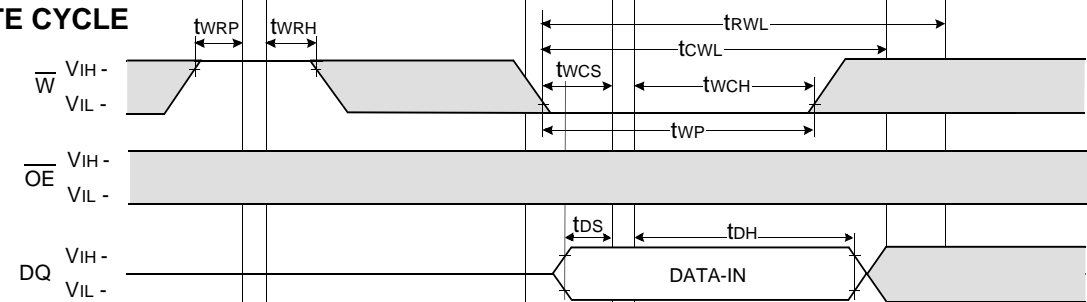 TE CYCLE
tWRP
tWRH
tRWL
tCWL
W
VIH -
VIL -
tWCS
tWCH
tWP
OE
VIH -
VIL -
tDS
tDH
DQ
VIH -
VIL -
DATA-IN